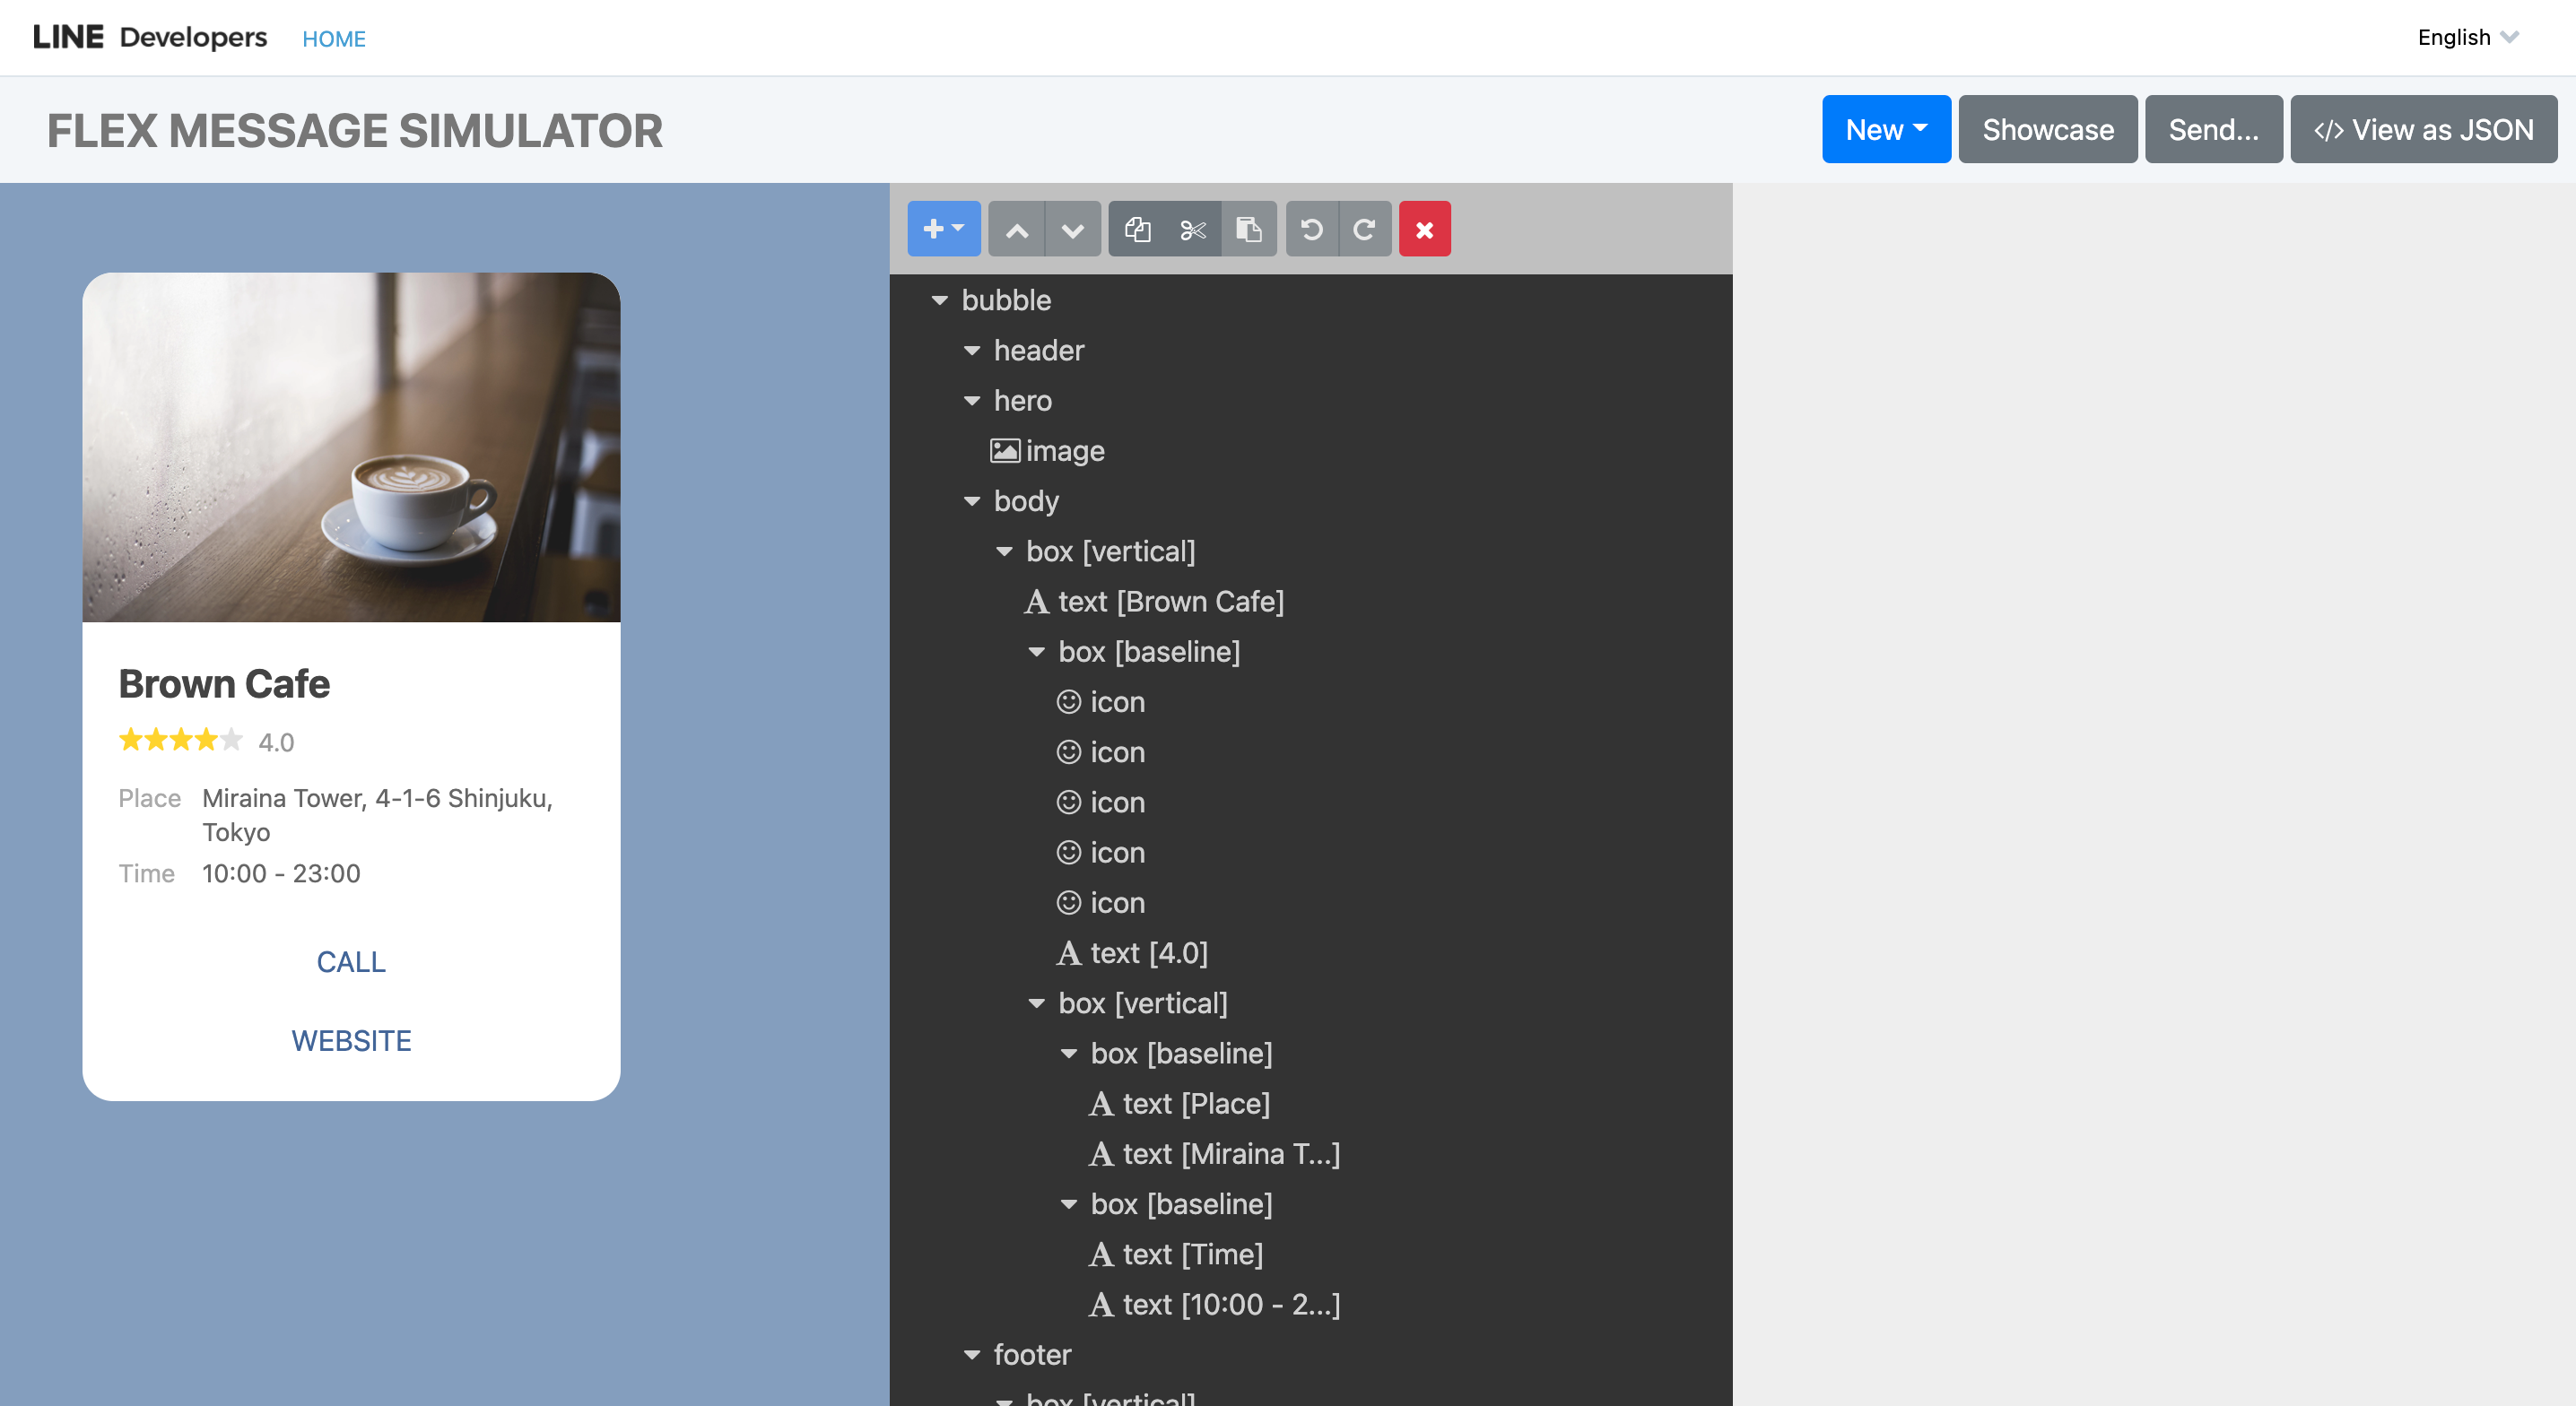 LINE Developers HOME
English
FLEX MESSAGE SIMULATOR
New
Showcase
Send...
</> View as JSON
Brown Cafe
4.0
Place Miraina Tower, 4-1-6 Shinjuku,
Tokyo
Time 10:00 - 23:00
CALL
WEBSITE
bubble
header
hero
image
body
box [vertical]
text [Brown Cafe]
box [baseline]
icon
icon
icon
icon
icon
text [4.0]
box [vertical]
box [baseline]
text [Place]
text [Miraina T...]
box [baseline]
text [Time]
text [10:00 - 2...]
footer
box [vertical]